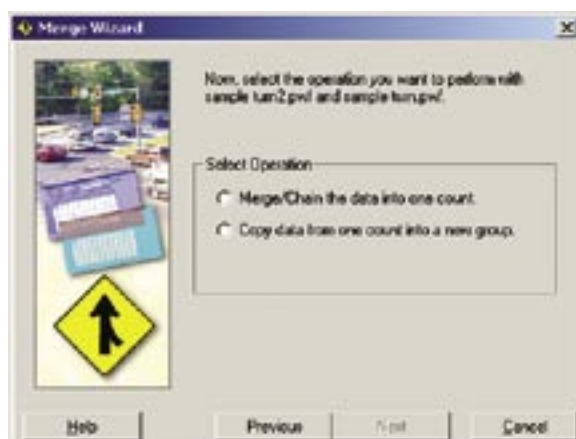 Merge Wizard
Now, select the operation you want to perform with
sample turn2.pwf and sample turn.pwf.
Select Operation
Merge/Chain the data into one count.
Copy data from one count into a new group.
Help
Previous
Next
Cancel